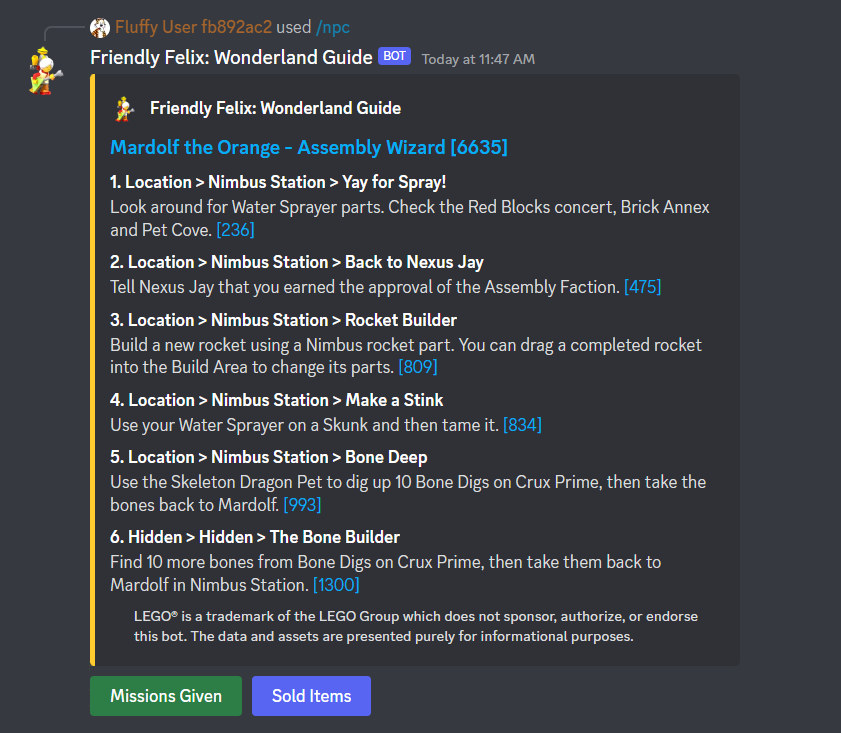 Fluffy User fb892ac2 used /npc
Friendly Felix: Wonderland Guide BOT Today at 11:47 AM
Friendly Felix: Wonderland Guide
Mardolf the Orange - Assembly Wizard [6635]
1. Location > Nimbus Station > Yay for Spray!
Look around for Water Sprayer parts. Check the Red Blocks concert, Brick Annex
and Pet Cove. [236]
2. Location > Nimbus Station > Back to Nexus Jay
Tell Nexus Jay that you earned the approval of the Assembly Faction. [475]
3. Location > Nimbus Station > Rocket Builder
Build a new rocket using a Nimbus rocket part. You can drag a completed rocket
into the Build Area to change its parts. [809]
4. Location > Nimbus Station > Make a Stink
Use your Water Sprayer on a Skunk and then tame it. [834]
5. Location > Nimbus Station > Bone Deep
Use the Skeleton Dragon Pet to dig up 10 Bone Digs on Crux Prime, then take the
bones back to Mardolf. [993]
6. Hidden > Hidden > The Bone Builder
Find 10 more bones from Bone Digs on Crux Prime, then take them back to
Mardolf in Nimbus Station. [1300]
LEGO® is a trademark of the LEGO Group which does not sponsor, authorize, or endorse
this bot. The data and assets are presented purely for informational purposes.
Missions Given Sold Items